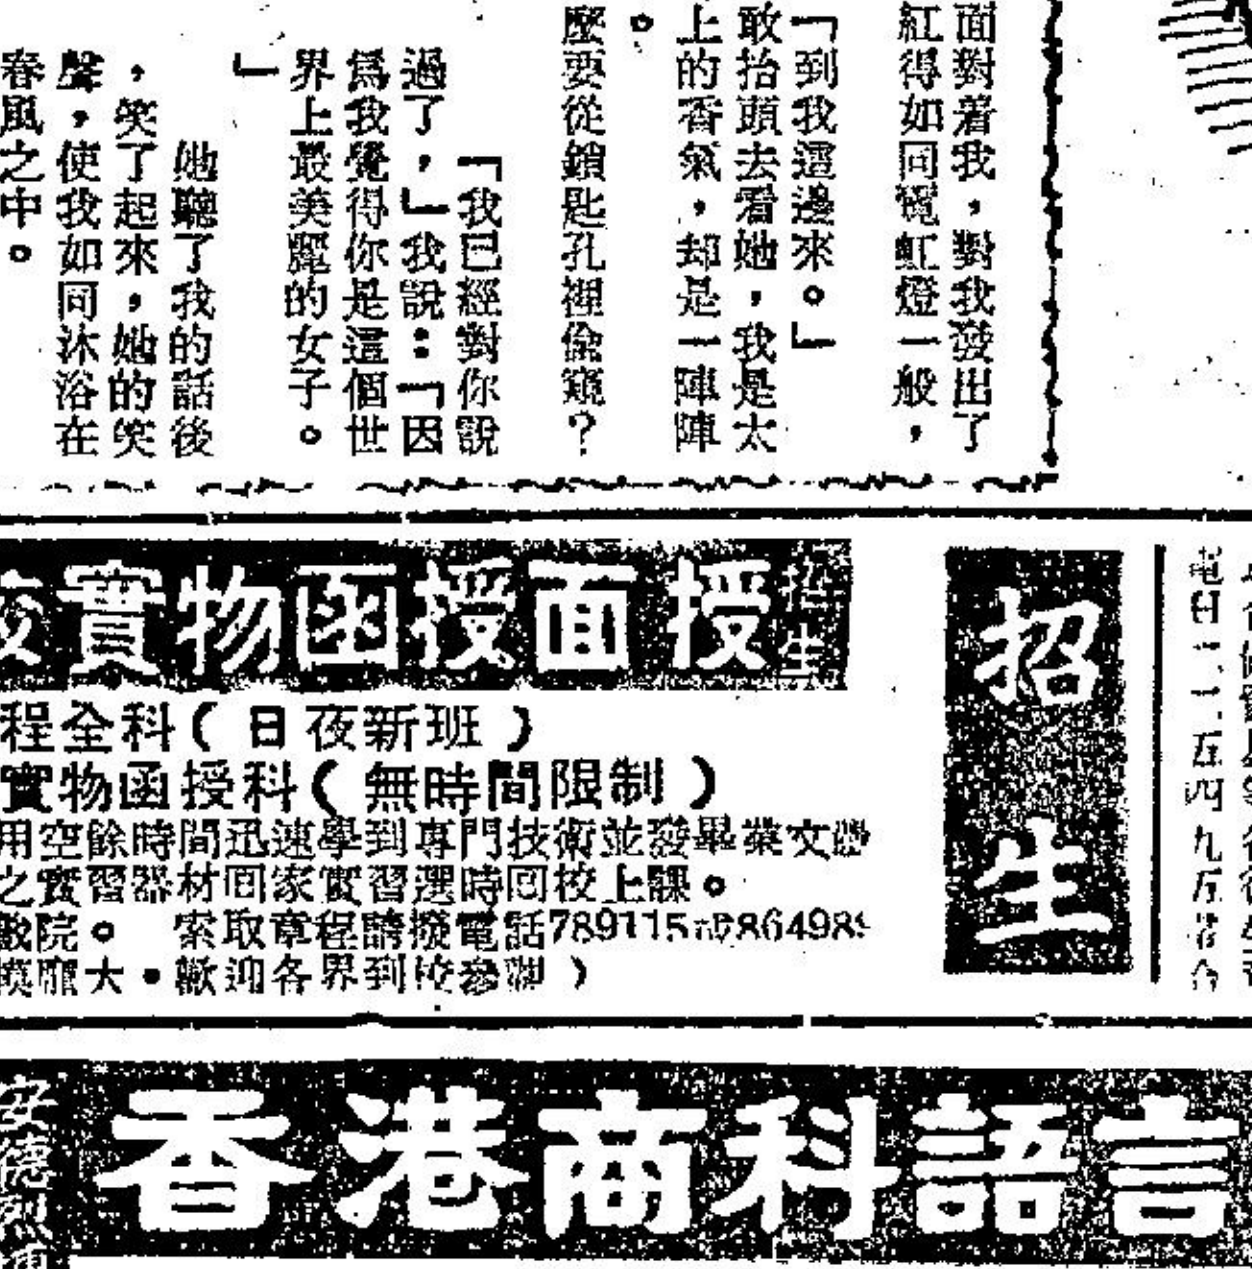 面對着我，對我發出了
紅得如同電虹燈一般，
「到我這邊來。」
敢抬頭去看她，我是太
上的香氣，却是一陣陣
。
麼要從鎖匙孔裡偸窺？
「我已經對你說
過了，」我說：「因
爲我覺得你是這個世
界上最美麗的女子。
」
她聽了我的話後
，笑了起來，她的笑
聲，使我如同沐浴在
春風之中。
校實物函授面授招生
程全科（日夜新班）
實物函授科（無時間限制）
用空餘時間迅速學到專門技術並發畢業文憑
之實習器材回家實習選時回校上課。
戲院。 索取章程請撥電話789115或864989
模龐大・歡迎各界到校參觀）
招生
香港商科語言